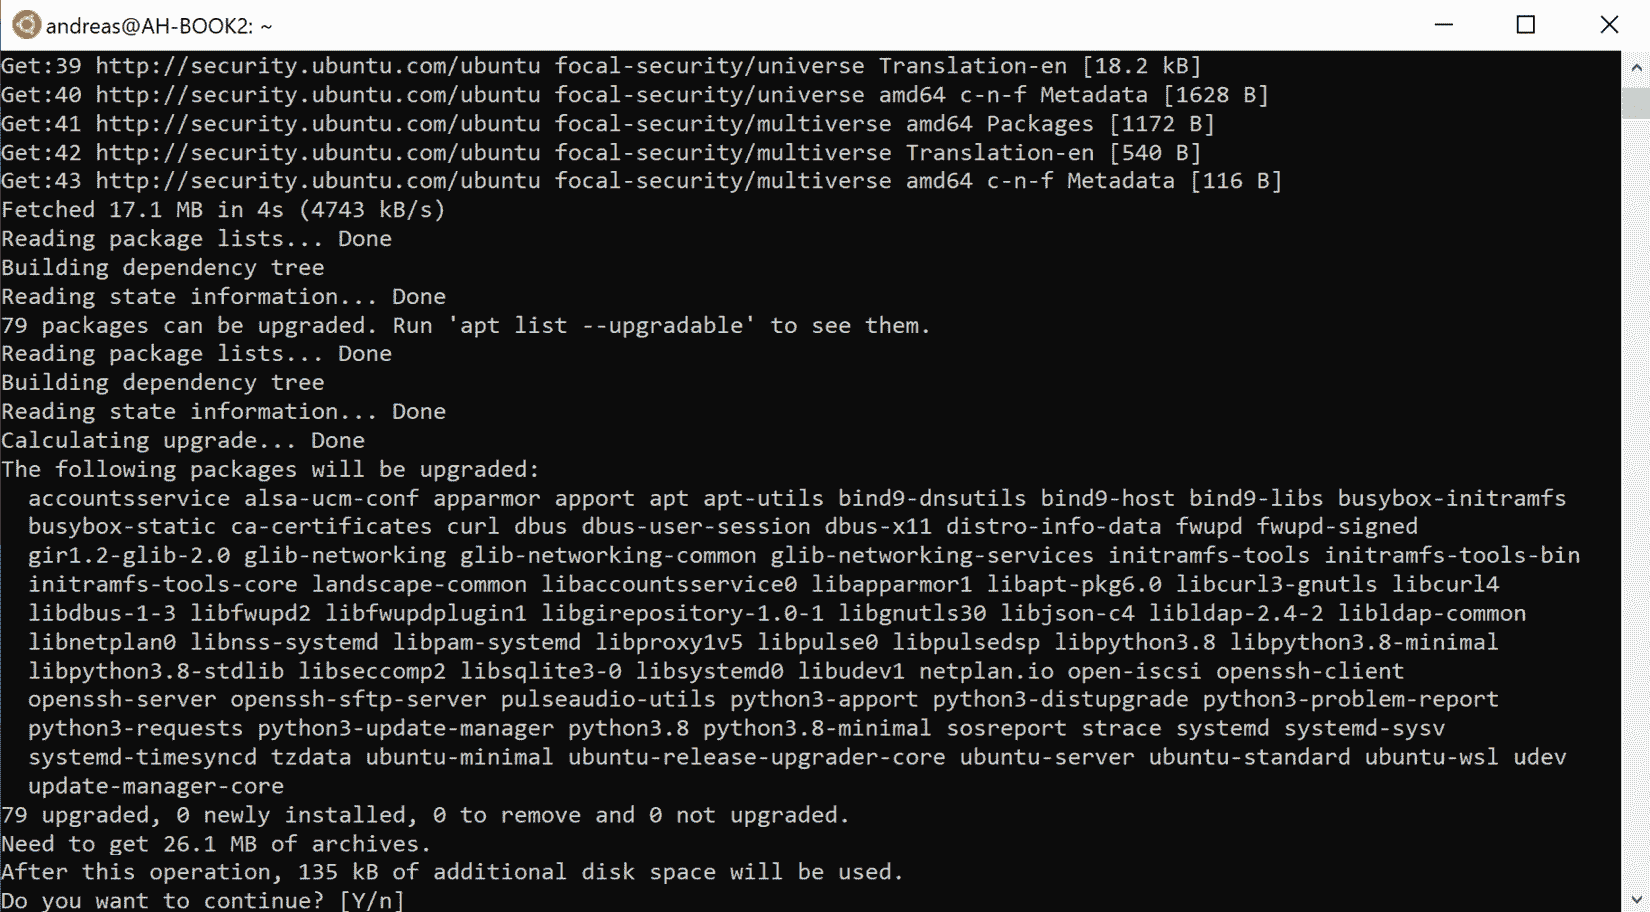 andreas@AH-BOOK2: ~
Get:39 http://security.ubuntu.com/ubuntu focal-security/universe Translation-en [18.2 kB]
Get:40 http://security.ubuntu.com/ubuntu focal-security/universe amd64 c-n-f Metadata [1628 B]
Get:41 http://security.ubuntu.com/ubuntu focal-security/multiverse amd64 Packages [1172 B]
Get:42 http://security.ubuntu.com/ubuntu focal-security/multiverse Translation-en [540 B]
Get:43 http://security.ubuntu.com/ubuntu focal-security/multiverse amd64 c-n-f Metadata [116 B]
Fetched 17.1 MB in 4s (4743 kB/s)
Reading package lists... Done
Building dependency tree
Reading state information... Done
79 packages can be upgraded. Run 'apt list --upgradable' to see them.
Reading package lists... Done
Building dependency tree
Reading state information... Done
Calculating upgrade... Done
The following packages will be upgraded:
  accountsservice alsa-ucm-conf apparmor apport apt apt-utils bind9-dnsutils bind9-host bind9-libs busybox-initramfs
  busybox-static ca-certificates curl dbus dbus-user-session dbus-x11 distro-info-data fwupd fwupd-signed
  gir1.2-glib-2.0 glib-networking glib-networking-common glib-networking-services initramfs-tools initramfs-tools-bin
  initramfs-tools-core landscape-common libaccountsservice0 libapparmor1 libapt-pkg6.0 libcurl3-gnutls libcurl4
  libdbus-1-3 libfwupd2 libfwupdplugin1 libgirepository-1.0-1 libgnutls30 libjson-c4 libldap-2.4-2 libldap-common
  libnetplan0 libnss-systemd libpam-systemd libproxy1v5 libpulse0 libpulsedsp libpython3.8 libpython3.8-minimal
  libpython3.8-stdlib libseccomp2 libsqlite3-0 libsystemd0 libudev1 netplan.io open-iscsi openssh-client
  openssh-server openssh-sftp-server pulseaudio-utils python3-apport python3-distupgrade python3-problem-report
  python3-requests python3-update-manager python3.8 python3.8-minimal sosreport strace systemd systemd-sysv
  systemd-timesyncd tzdata ubuntu-minimal ubuntu-release-upgrader-core ubuntu-server ubuntu-standard ubuntu-wsl udev
  update-manager-core
79 upgraded, 0 newly installed, 0 to remove and 0 not upgraded.
Need to get 26.1 MB of archives.
After this operation, 135 kB of additional disk space will be used.
Do you want to continue? [Y/n]